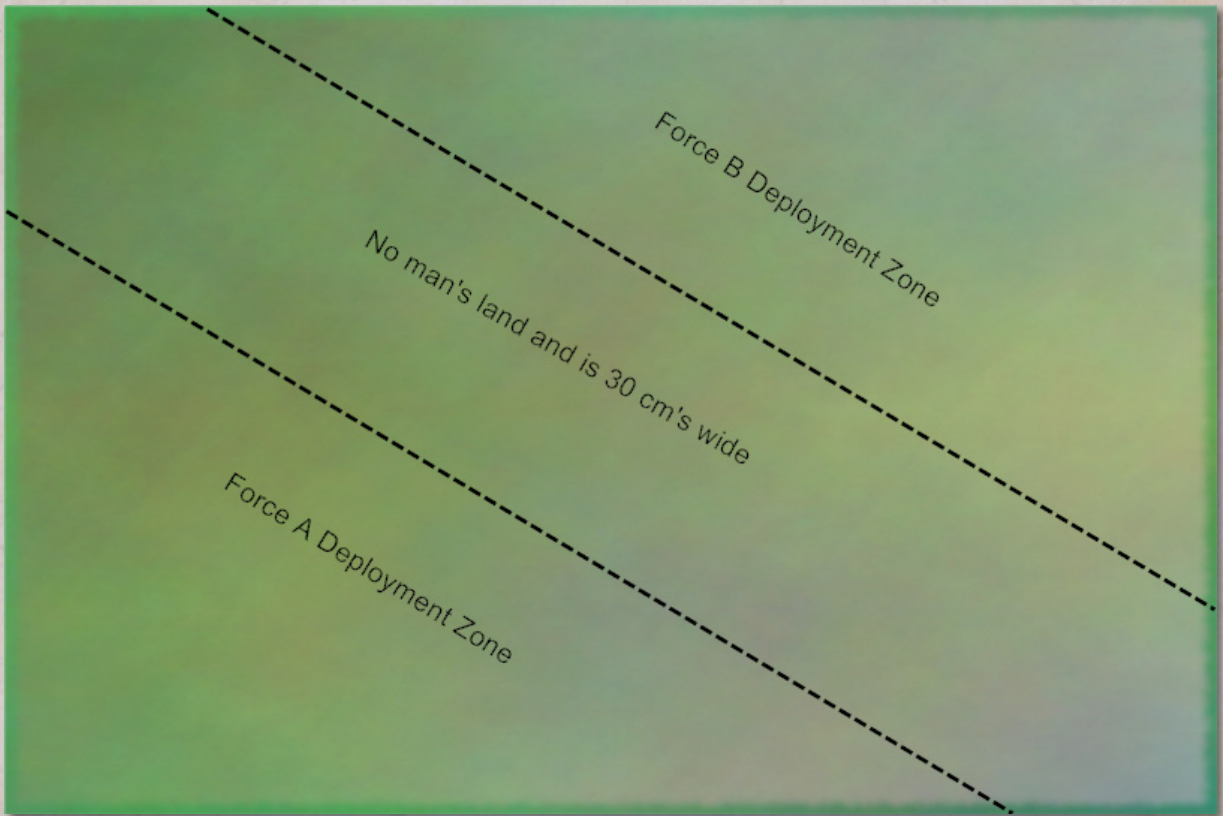 Force B Deployment Zone
No man's land and is 30 cm's wide
Force A Deployment Zone